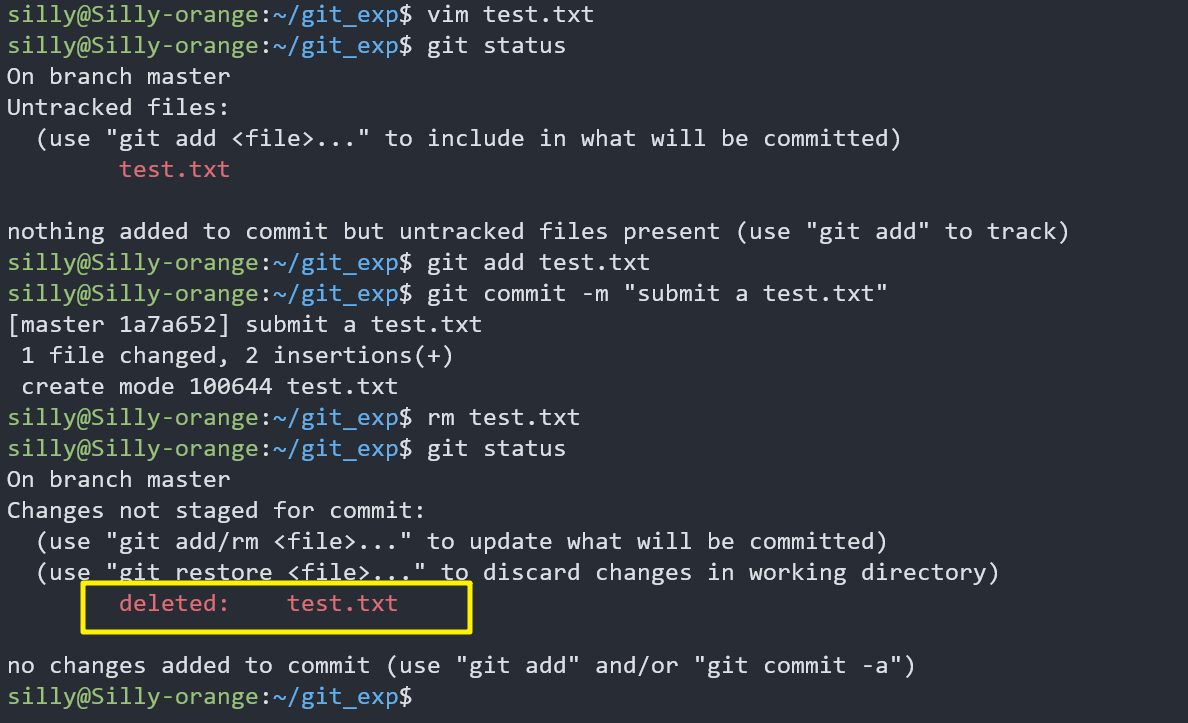 silly@Silly-orange:~/git_exp$ vim test.txt
silly@Silly-orange:~/git_exp$ git status
On branch master
Untracked files:
  (use "git add <file>..." to include in what will be committed)
        test.txt

nothing added to commit but untracked files present (use "git add" to track)
silly@Silly-orange:~/git_exp$ git add test.txt
silly@Silly-orange:~/git_exp$ git commit -m "submit a test.txt"
[master 1a7a652] submit a test.txt
 1 file changed, 2 insertions(+)
 create mode 100644 test.txt
silly@Silly-orange:~/git_exp$ rm test.txt
silly@Silly-orange:~/git_exp$ git status
On branch master
Changes not staged for commit:
  (use "git add/rm <file>..." to update what will be committed)
  (use "git restore <file>..." to discard changes in working directory)
        deleted:    test.txt

no changes added to commit (use "git add" and/or "git commit -a")
silly@Silly-orange:~/git_exp$